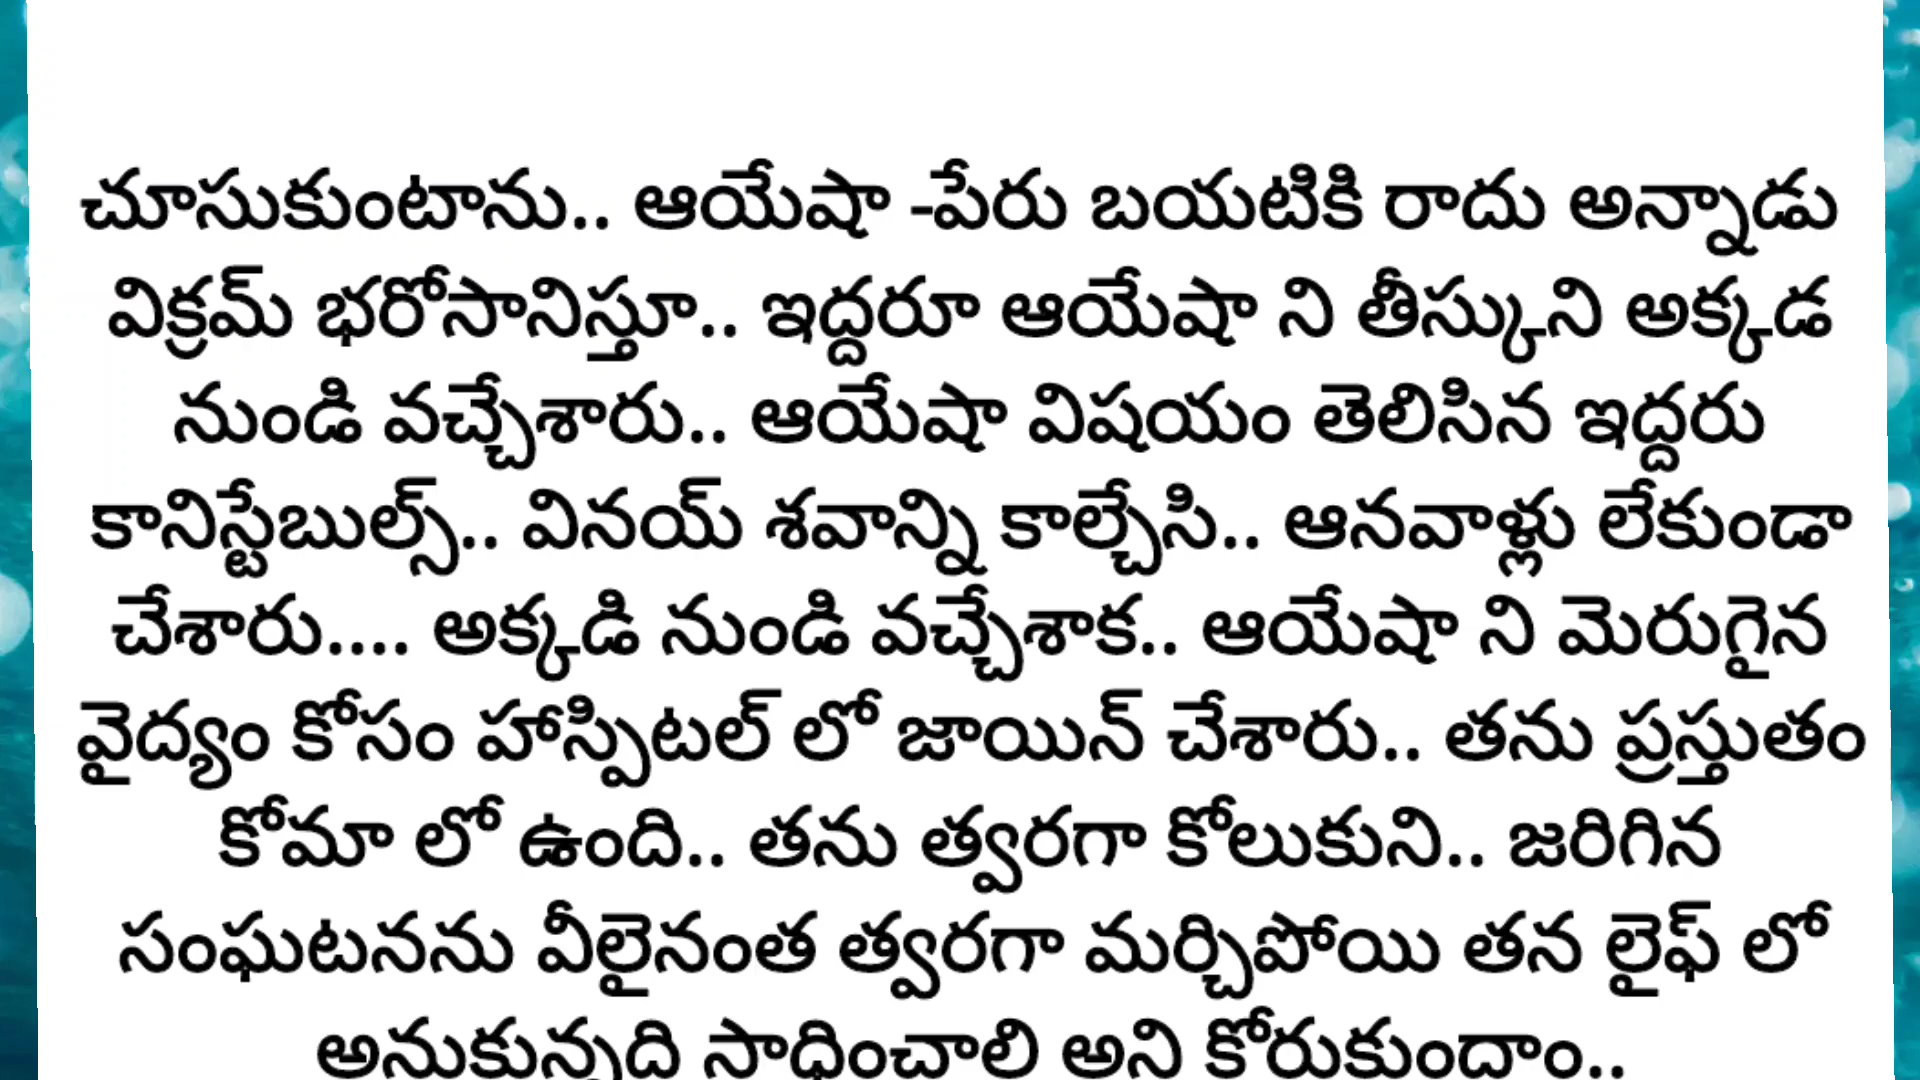 చూసుకుంటాను.. ఆయేషా -పేరు బయటికి రాదు అన్నాడు
విక్రమ్ భరోసానిస్తూ.. ఇద్దరూ ఆయేషా ని తీస్కుని అక్కడ
నుండి వచ్చేశారు.. ఆయేషా విషయం తెలిసిన ఇద్దరు
కానిస్టేబుల్స్.. వినయ్ శవాన్ని కాల్చేసి.. ఆనవాళ్లు లేకుండా
చేశారు.... అక్కడి నుండి వచ్చేశాక.. ఆయేషా ని మెరుగైన
వైద్యం కోసం హాస్పిటల్ లో జాయిన్ చేశారు.. తను ప్రస్తుతం
కోమా లో ఉంది.. తను త్వరగా కోలుకుని.. జరిగిన
సంఘటనను వీలైనంత త్వరగా మర్చిపోయి తన లైఫ్ లో
అనుకున్నది సాధించాలి అని కోరుకుందాం..